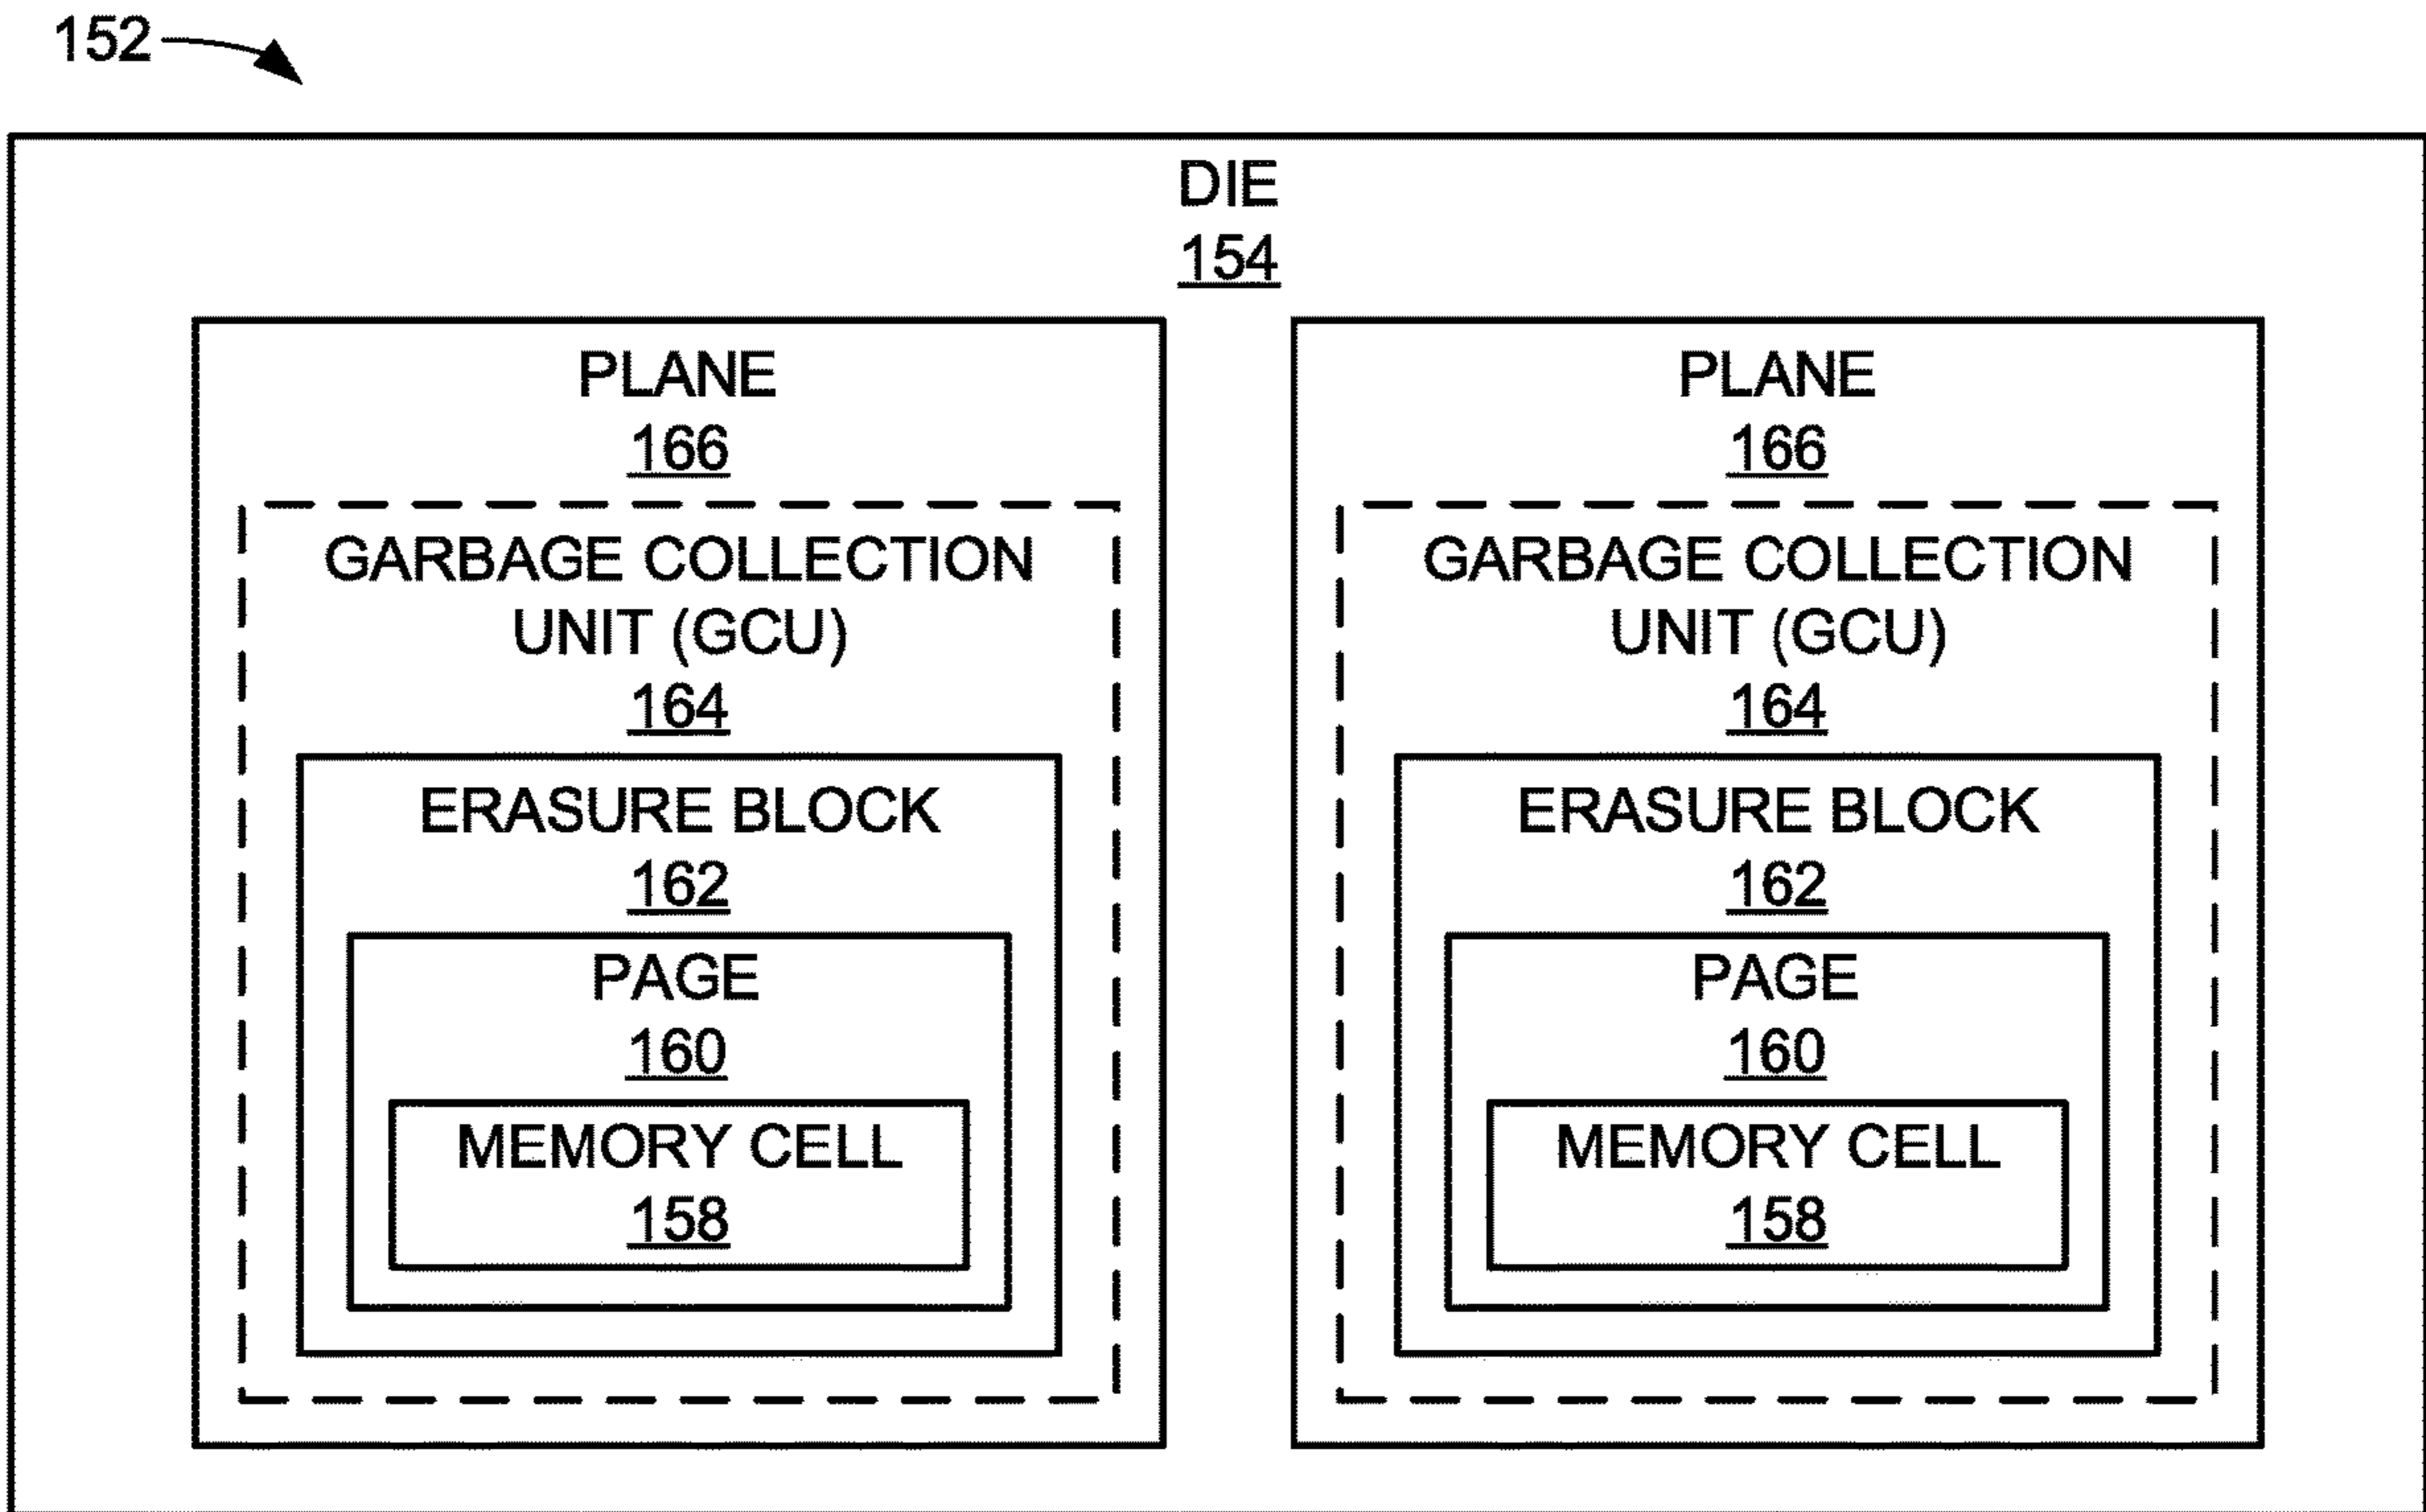 152
DIE
154
PLANE
166
GARBAGE COLLECTION
UNIT (GCU)
164
ERASURE BLOCK
162
PAGE
160
MEMORY CELL
158
PLANE
166
GARBAGE COLLECTION
UNIT (GCU)
164
ERASURE BLOCK
162
PAGE
160
MEMORY CELL
158